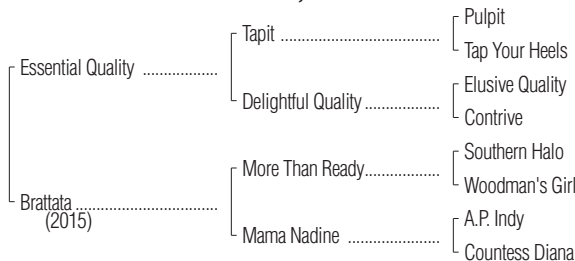 Pulpit
Tapit
Tap Your Heels
Essential Quality
Elusive Quality
Delightful Quality
Contrive
Southern Halo
More Than Ready
Woodman's Girl
Brattata
(2015)
A.P. Indy
Mama Nadine
Countess Diana